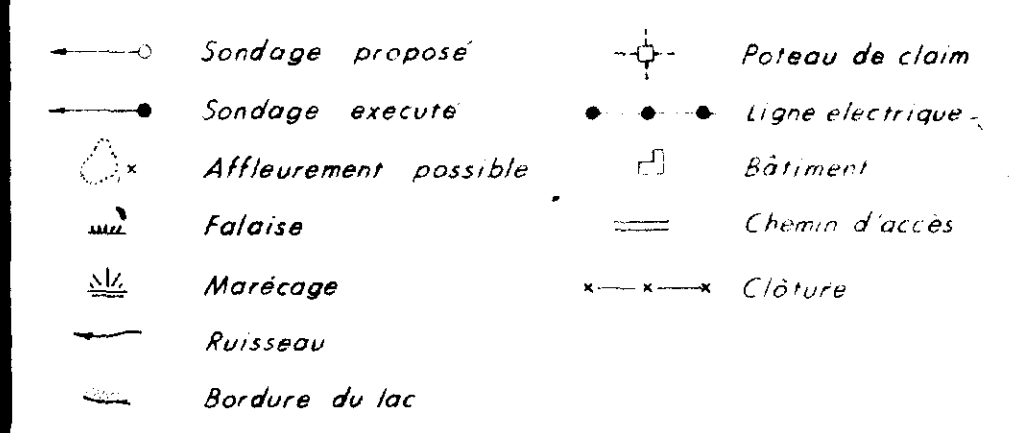 Sondage proposé
Sondage executé
Affleurement possible
Falaise
Marécage
Ruisseau
Bordure du lac
Poteau de claim
Ligne electrique
Bâtiment
Chemin d'accès
Clôture